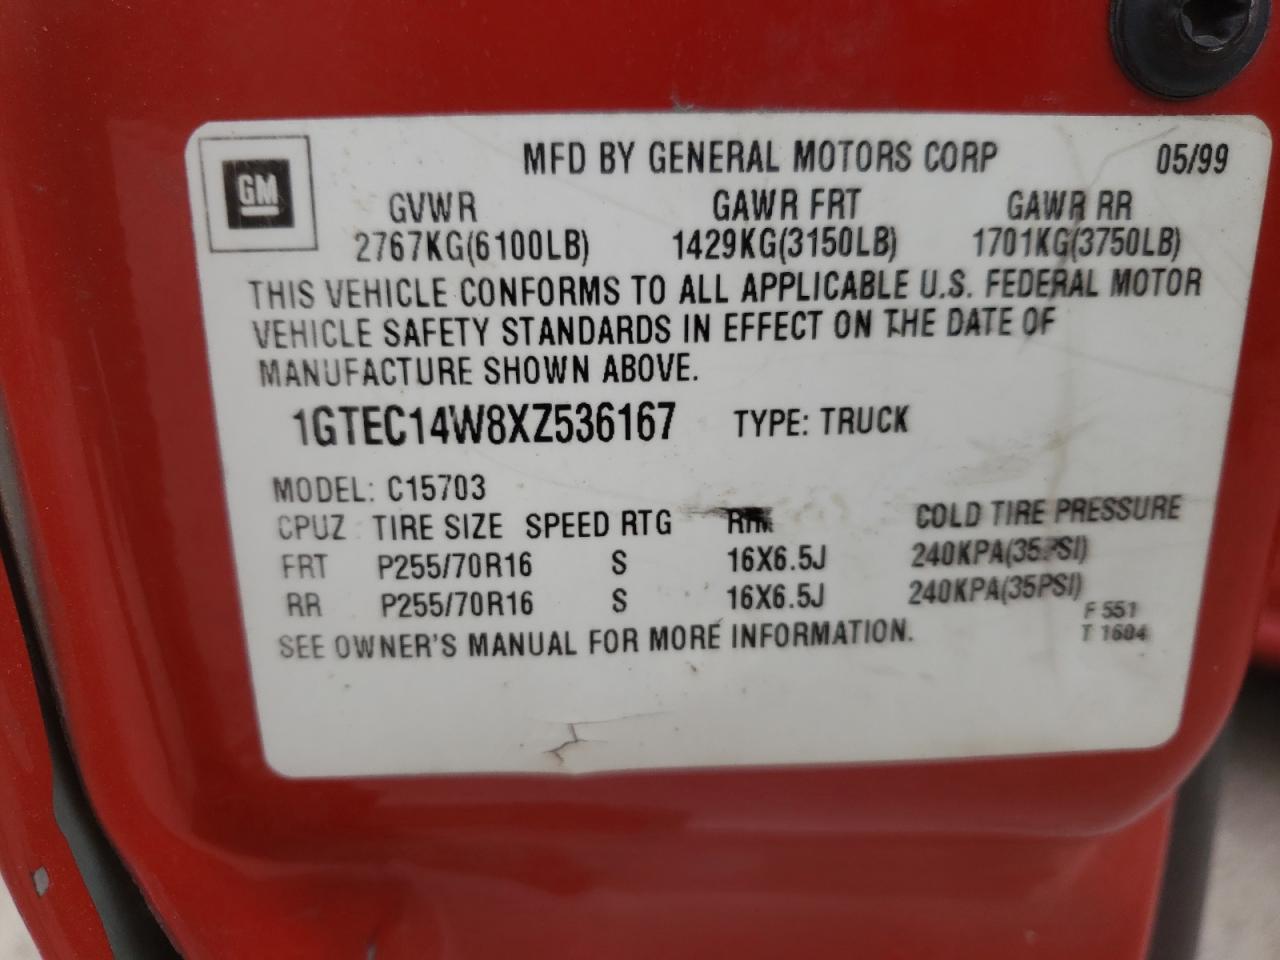 GM
MFD BY GENERAL MOTORS CORP 05/99
GVWR GAWR FRT GAWR RR
2767KG(6100LB) 1429KG(3150LB) 1701KG(3750LB)
THIS VEHICLE CONFORMS TO ALL APPLICABLE U.S. FEDERAL MOTOR
VEHICLE SAFETY STANDARDS IN EFFECT ON THE DATE OF
MANUFACTURE SHOWN ABOVE.
1GTEC14W8XZ536167 TYPE: TRUCK
MODEL: C15703
CPUZ TIRE SIZE SPEED RTG RIM COLD TIRE PRESSURE
FRT P255/70R16 S 16X6.5J 240KPA(35PSI)
RR P255/70R16 S 16X6.5J 240KPA(35PSI)
F 551
SEE OWNER'S MANUAL FOR MORE INFORMATION. T 1604